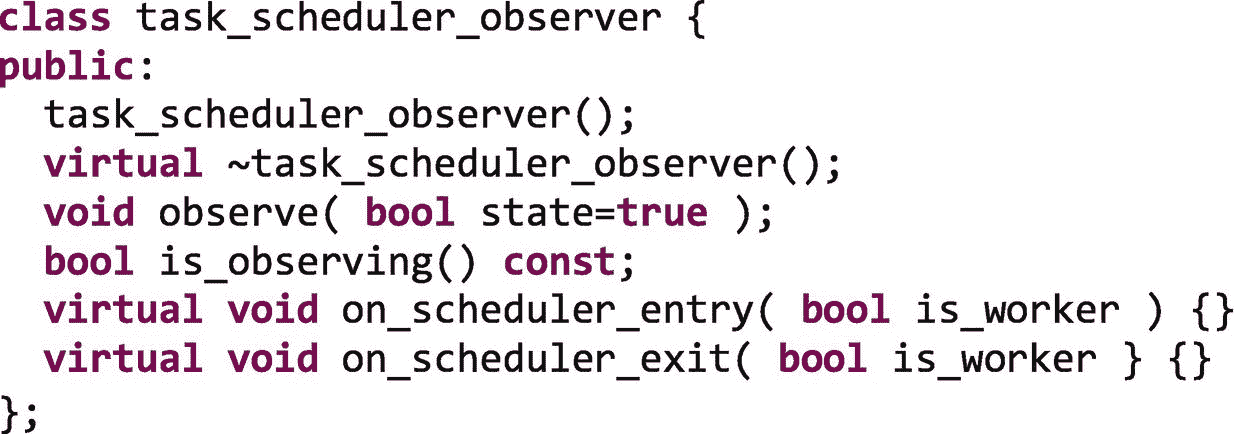 class task_scheduler_observer {
public:
  task_scheduler_observer();
  virtual ~task_scheduler_observer();
  void observe( bool state=true );
  bool is_observing() const;
  virtual void on_scheduler_entry( bool is_worker ) {}
  virtual void on_scheduler_exit( bool is_worker } {}
};